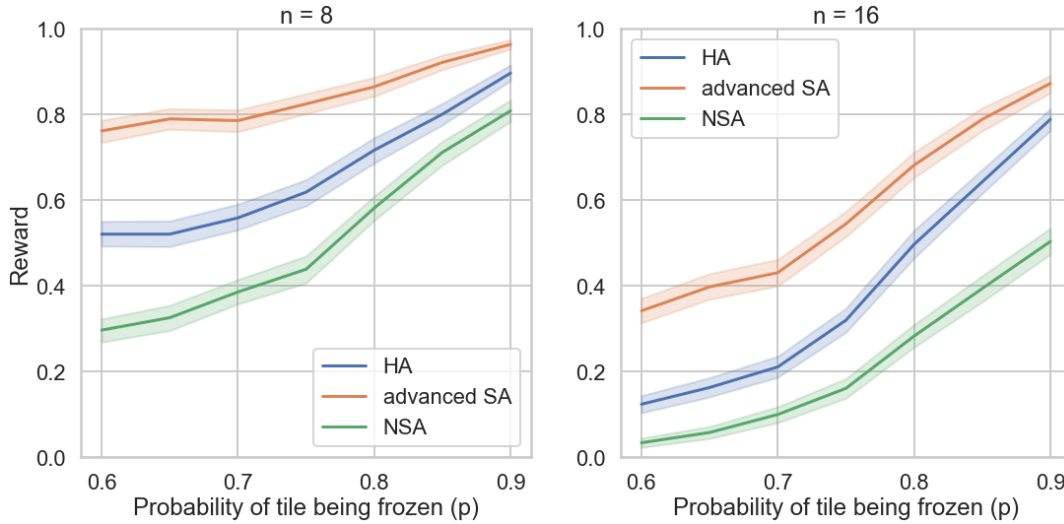 n = 8
1.0
0.8
0.6
0.4
0.2
0.0
Reward
HA
advanced SA
NSA
0.6 0.7 0.8 0.9
Probability of tile being frozen (p)
n = 16
1.0
0.8
0.6
0.4
0.2
0.0
HA
advanced SA
NSA
0.6 0.7 0.8 0.9
Probability of tile being frozen (p)